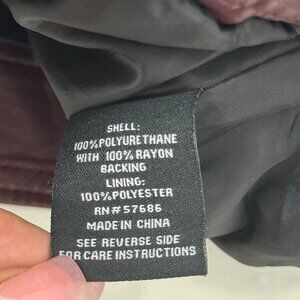 SHELL:
100% POLYURETHANE
WITH 100% RAYON
BACKING
LINING:
100% POLYESTER
RN# 57686
MADE IN CHINA
SEE REVERSE SIDE
FOR CARE INSTRUCTIONS